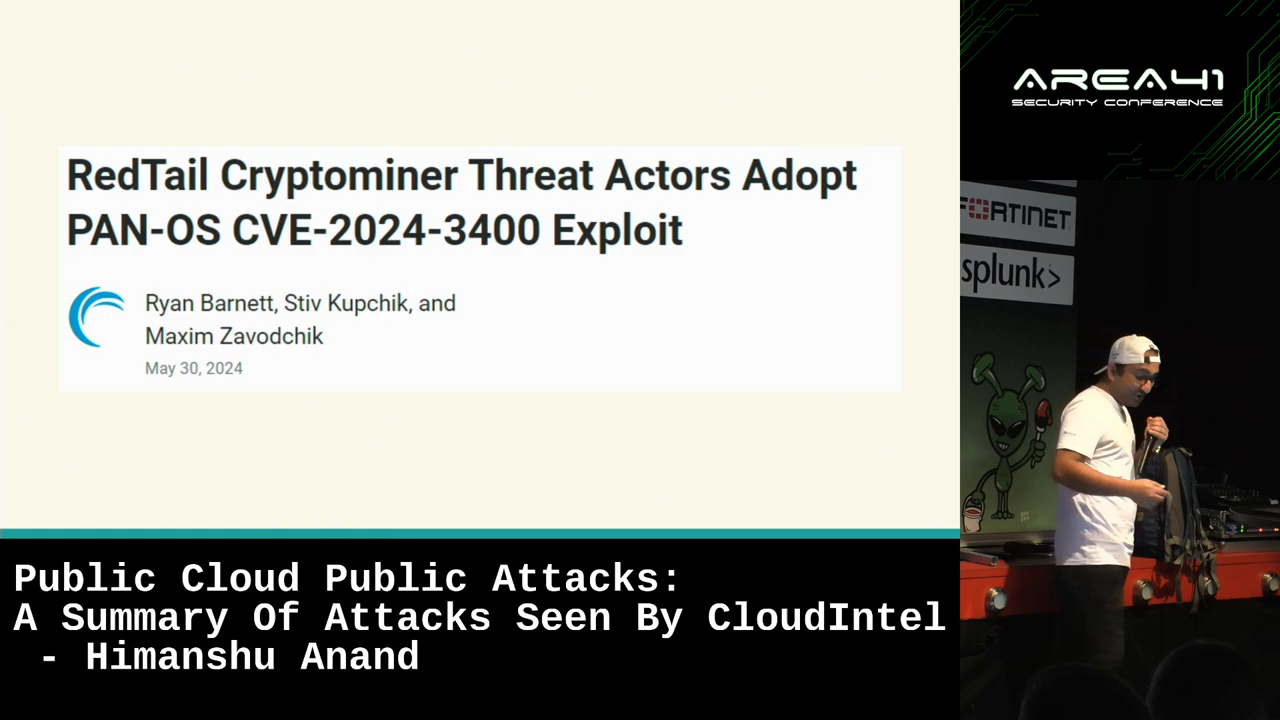 RedTail Cryptominer Threat Actors Adopt
PAN-OS CVE-2024-3400 Exploit
Ryan Barnett, Stiv Kupchik, and
Maxim Zavodchik
May 30, 2024
Public Cloud Public Attacks:
A Summary Of Attacks Seen By CloudIntel
- Himanshu Anand
AREA41
SECURITY CONFERENCE
FORTINET
splunk>